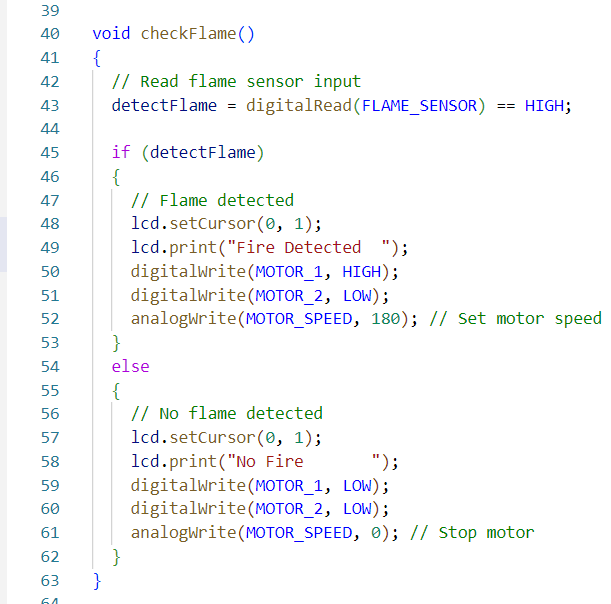 39
40 void checkFlame()
41 {
42   // Read flame sensor input
43   detectFlame = digitalRead(FLAME_SENSOR) == HIGH;
44
45   if (detectFlame)
46   {
47     // Flame detected
48     lcd.setCursor(0, 1);
49     lcd.print("Fire Detected  ");
50     digitalWrite(MOTOR_1, HIGH);
51     digitalWrite(MOTOR_2, LOW);
52     analogWrite(MOTOR_SPEED, 180); // Set motor speed
53   }
54   else
55   {
56     // No flame detected
57     lcd.setCursor(0, 1);
58     lcd.print("No Fire       ");
59     digitalWrite(MOTOR_1, LOW);
60     digitalWrite(MOTOR_2, LOW);
61     analogWrite(MOTOR_SPEED, 0); // Stop motor
62   }
63 }
64